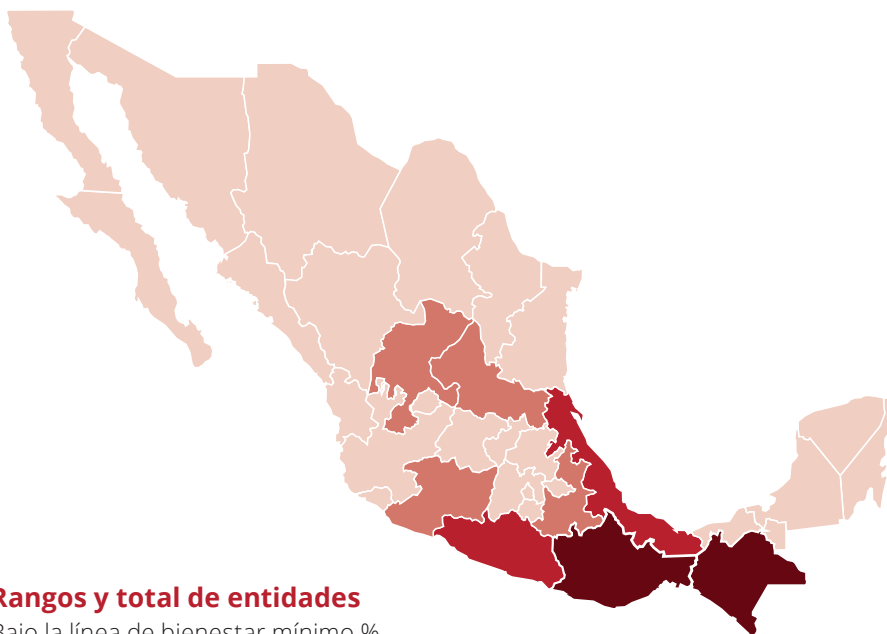 Rangos y total de entidades
Bajo la línea de bienestar mínimo %